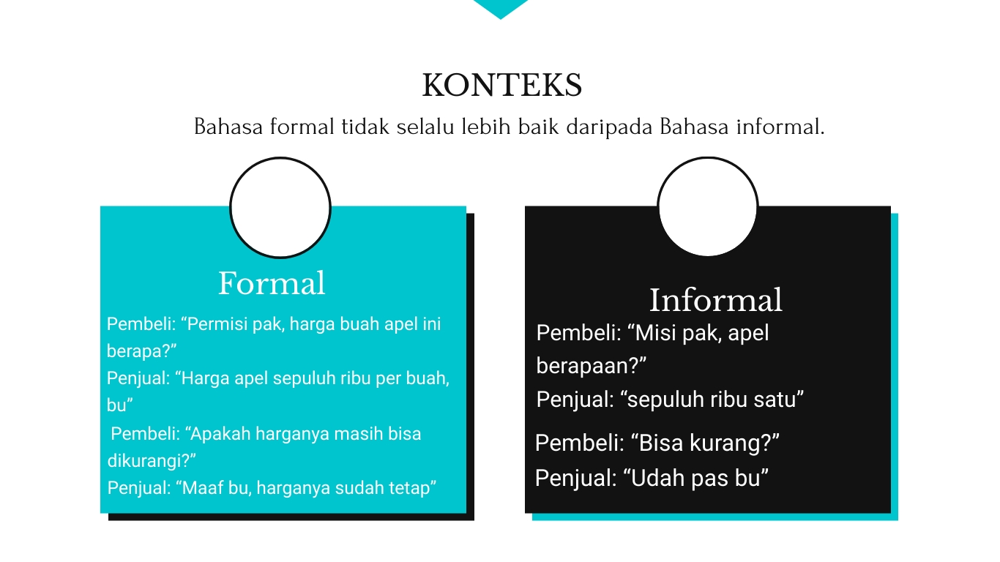 KONTEKS
Bahasa formal tidak selalu lebih baik daripada Bahasa informal.
Formal
Pembeli: “Permisi pak, harga buah apel ini
berapa?”
Penjual: “Harga apel sepuluh ribu per buah,
bu”
Pembeli: “Apakah harganya masih bisa
dikurangi?”
Penjual: “Maaf bu, harganya sudah tetap”
Informal
Pembeli: “Misi pak, apel
berapaan?”
Penjual: “sepuluh ribu satu”
Pembeli: “Bisa kurang?”
Penjual: “Udah pas bu”